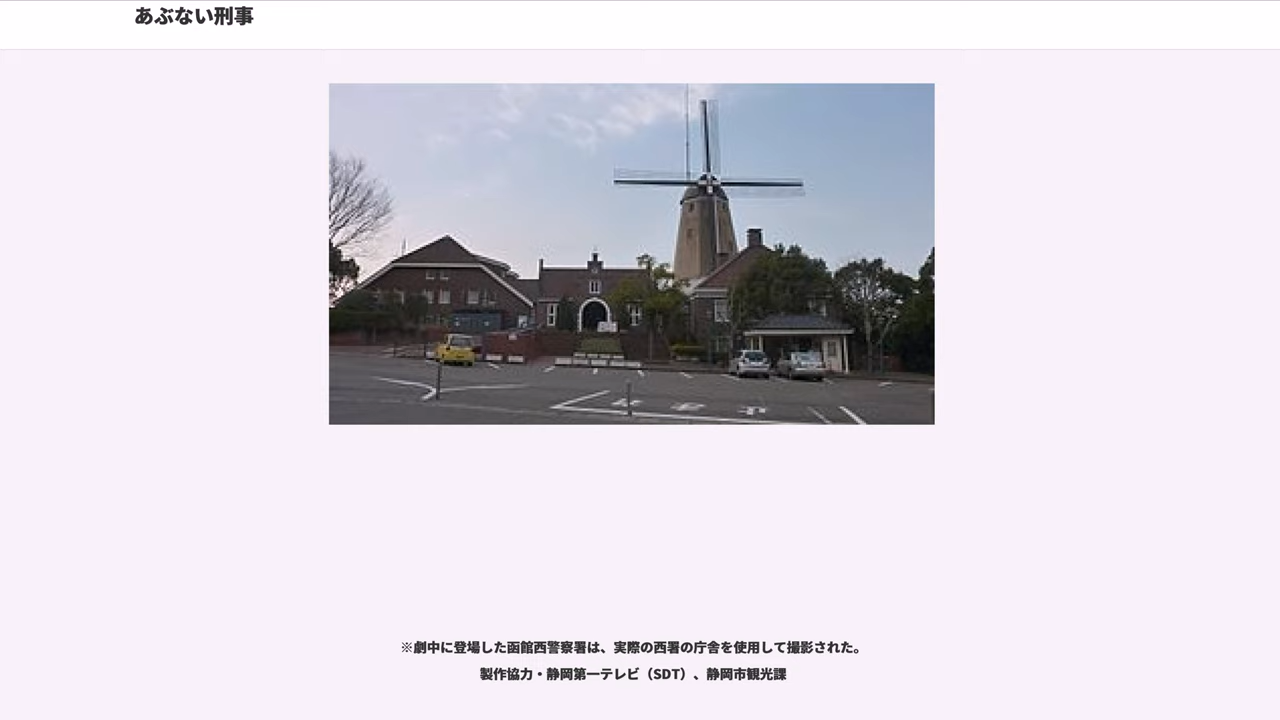 あぶない刑事
※劇中に登場した函館西警察署は、実際の西署の庁舎を使用して撮影された。
製作協力・静岡第一テレビ（SDT）、静岡市観光課